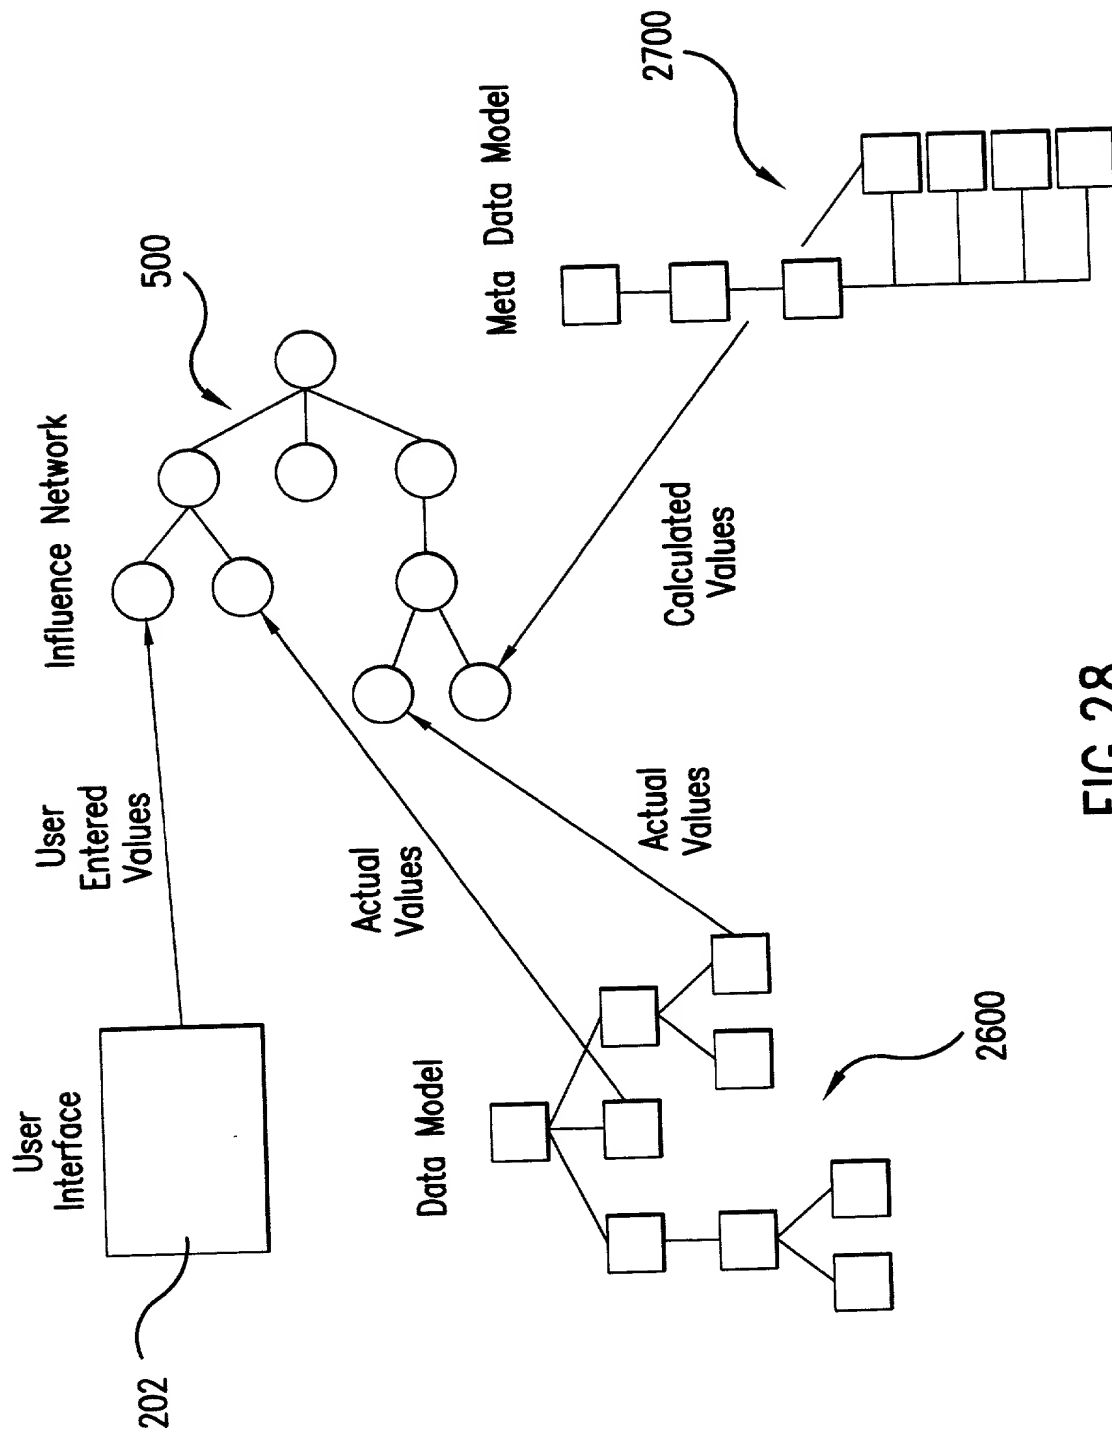 User
Interface
202
User
Entered
Values
Influence Network
500
Data Model
2600
Actual
Values
Actual
Values
Calculated
Values
Meta Data Model
2700
FIG.28